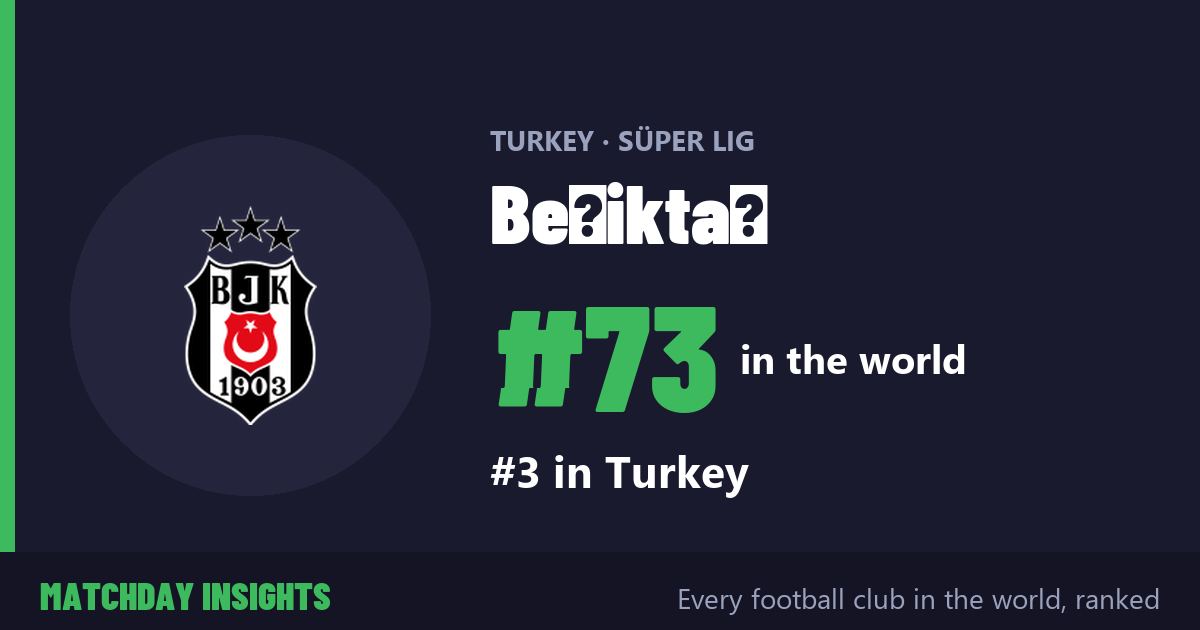 TURKEY · SÜPER LIG
Be�ikta�
BJK
1903
#73 in the world
#3 in Turkey
MATCHDAY INSIGHTS
Every football club in the world, ranked